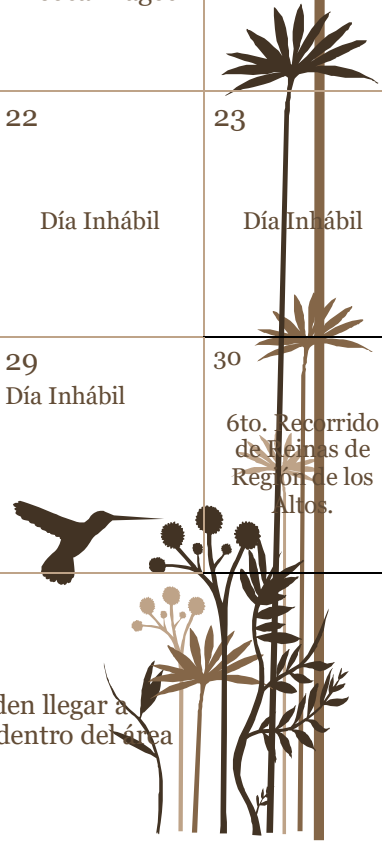 22
23
Día Inhábil
Día Inhábil
29
Día Inhábil
30
6to. Recorrido
de Reinas de
Región de los
Altos.
llegar a
dentro del área